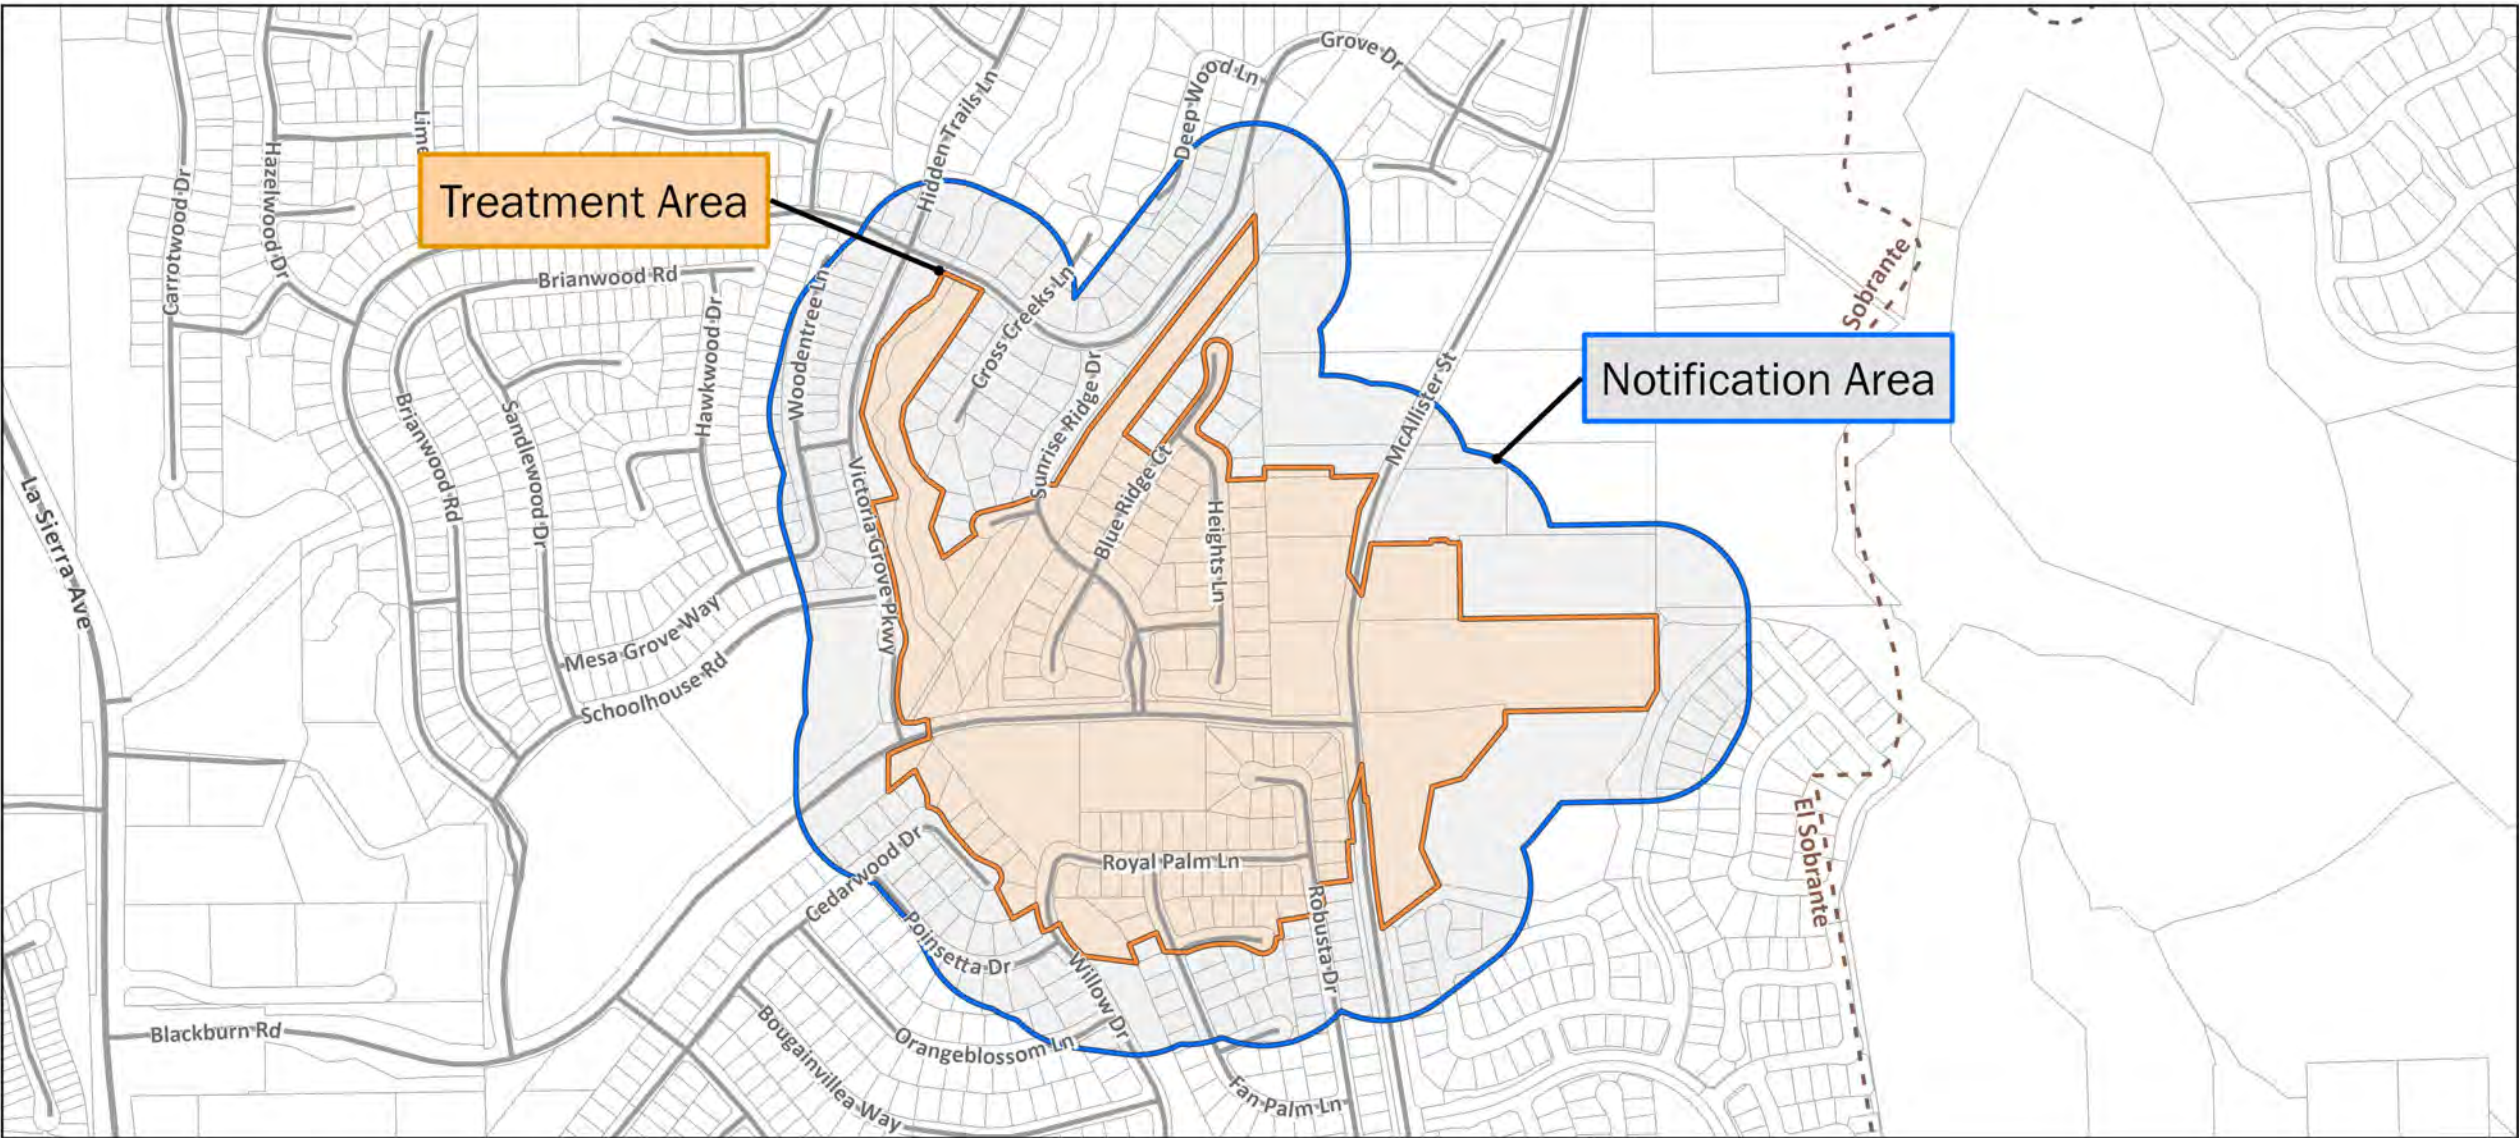 Grove Dr
Deep Wood Ln
Hidden Trails Ln
Lime
Hazelwood Dr
Carrotwood Dr
Treatment Area
Sobrante
Brianwood Rd
Woodentree Ln
Hawkwood Dr
Cross Creeks Ln
Sunrise Ridge Dr
McAllister St
Notification Area
Brianwood Rd
Sandlewood Dr
Victoria Grove Pkwy
Blue Ridge Ct
Heights Ln
La Sierra Ave
Mesa Grove Way
Schoolhouse Rd
El Sobrante
Cedarwood Dr
Royal Palm Ln
Robusta Dr
Poinsetta Dr
Willow Dr
Blackburn Rd
Bougainvillea Way
Orangeblossom Ln
Fan Palm Ln